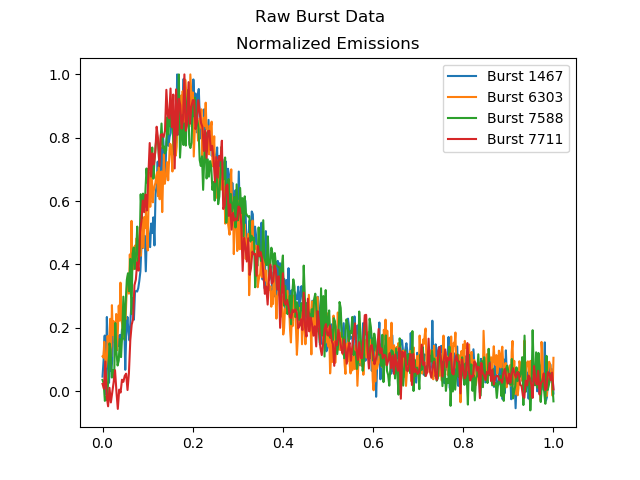 Raw Burst Data
Normalized Emissions
Burst 1467
Burst 6303
Burst 7588
Burst 7711
1.0
0.8
0.6
0.4
0.2
0.0
0.0 0.2 0.4 0.6 0.8 1.0